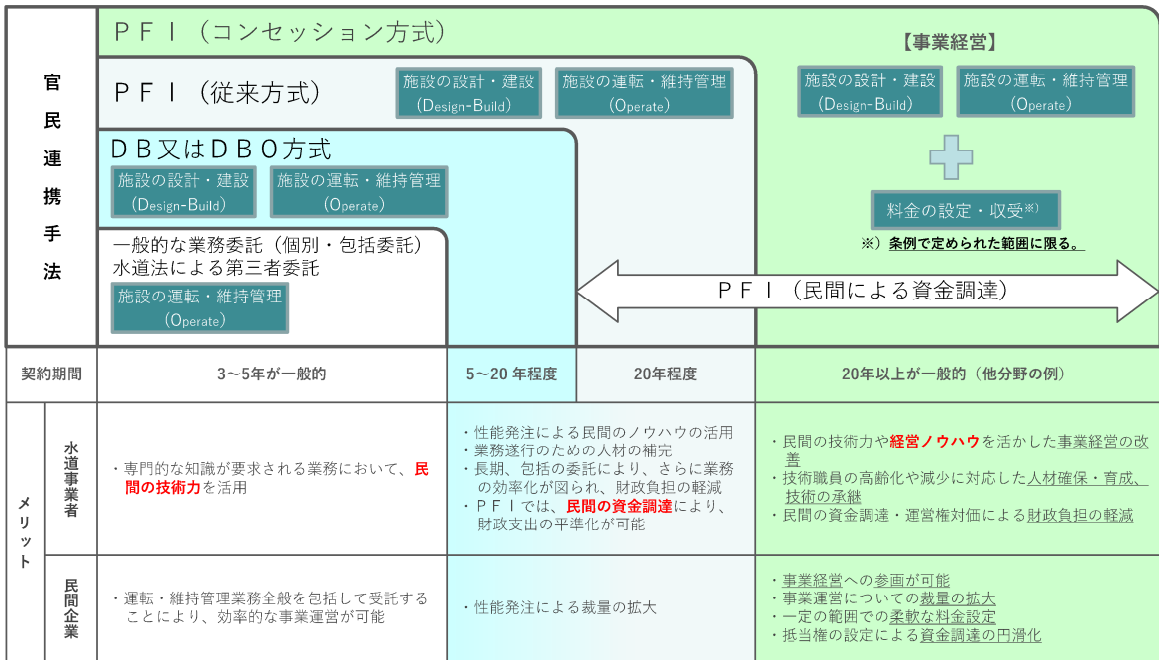 官民連携手法
ＰＦＩ（コンセッション方式）
【事業経営】
施設の設計・建設
(Design-Build)
施設の運転・維持管理
(Operate)
料金の設定・収受※）
※）条例で定められた範囲に限る。
ＰＦＩ（従来方式）
施設の設計・建設
(Design-Build)
施設の運転・維持管理
(Operate)
ＤＢ又はＤＢＯ方式
施設の設計・建設
(Design-Build)
施設の運転・維持管理
(Operate)
一般的な業務委託（個別・包括委託）
水道法による第三者委託
施設の運転・維持管理
(Operate)
ＰＦＩ（民間による資金調達）
契約期間
3～5年が一般的
5～20 年程度
20年程度
20年以上が一般的（他分野の例）
メリット
水道事業者
・専門的な知識が要求される業務において、民
間の技術力を活用
・性能発注による民間のノウハウの活用
・業務遂行のための人材の補完
・長期、包括の委託により、さらに業務
の効率化が図られ、財政負担の軽減
・ＰＦＩでは、民間の資金調達により、
財政支出の平準化が可能
・民間の技術力や経営ノウハウを活かした事業経営の改
善
・技術職員の高齢化や減少に対応した人材確保・育成、
技術の承継
・民間の資金調達・運営権対価による財政負担の軽減
民間企業
・運転・維持管理業務全般を包括して受託する
ことにより、効率的な事業運営が可能
・性能発注による裁量の拡大
・事業経営への参画が可能
・事業運営についての裁量の拡大
・一定の範囲での柔軟な料金設定
・抵当権の設定による資金調達の円滑化